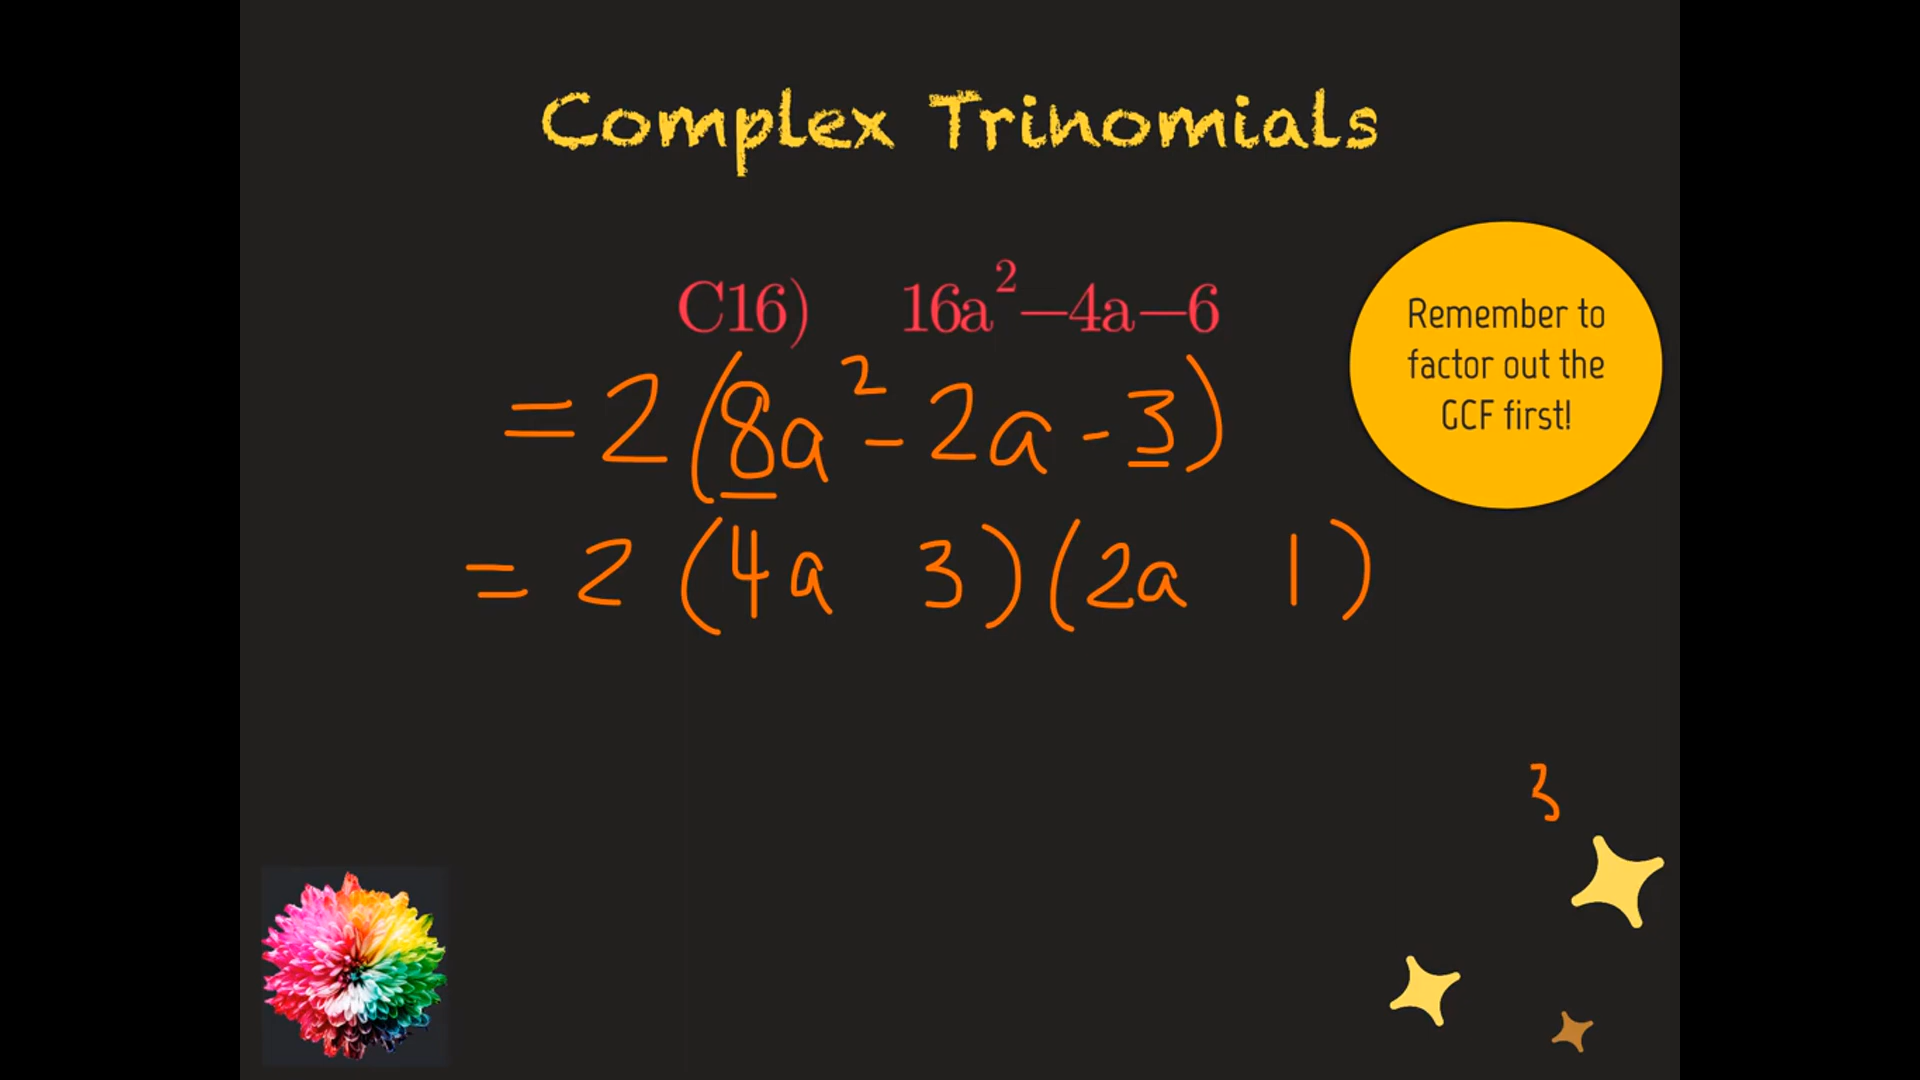 Complex Trinomials
C16) 16a²−4a−6
Remember to
factor out the
GCF first!
= 2(8a² - 2a - 3)
= 2 (4a 3)(2a 1)
3